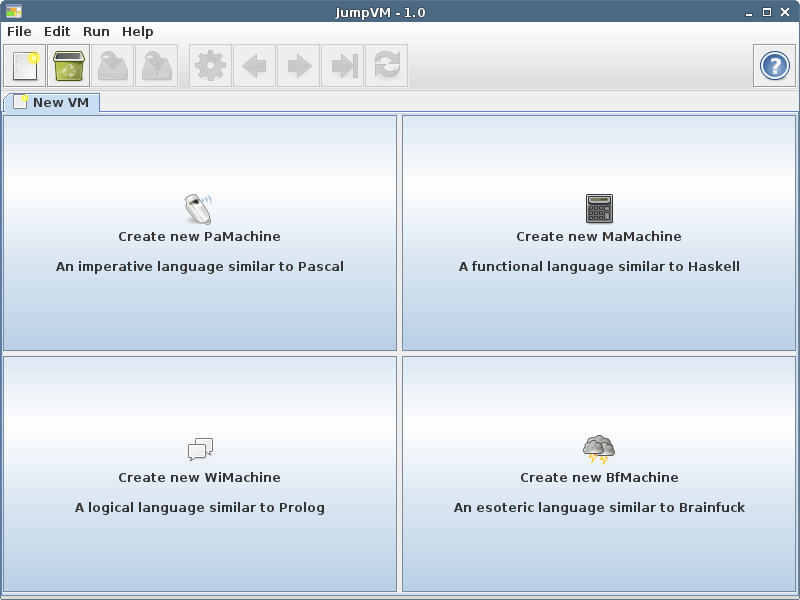 JumpVM - 1.0
File Edit Run Help
New VM
Create new PaMachine
An imperative language similar to Pascal
Create new MaMachine
A functional language similar to Haskell
Create new WiMachine
A logical language similar to Prolog
Create new BfMachine
An esoteric language similar to Brainfuck